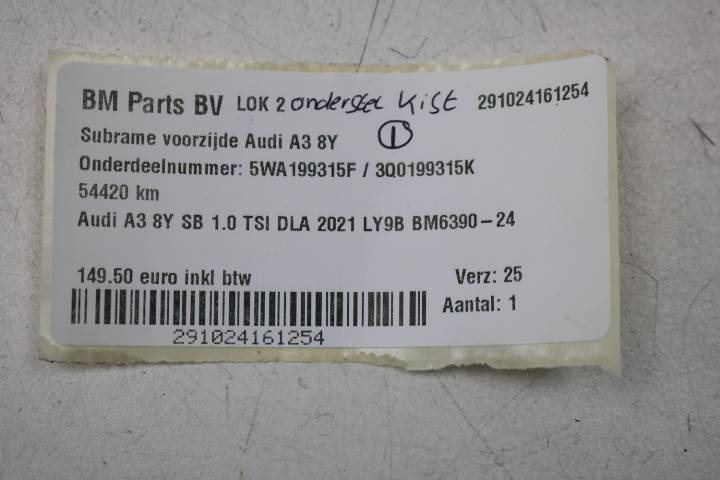 BM Parts BV LOK 2 onderstel Kist 291024161254
Subrame voorzijde Audi A3 8Y 1
Onderdeelnummer: 5WA199315F / 3Q0199315K
54420 km
Audi A3 8Y SB 1.0 TSI DLA 2021 LY9B BM6390-24
149.50 euro inkl btw Verz: 25
Aantal: 1
291024161254